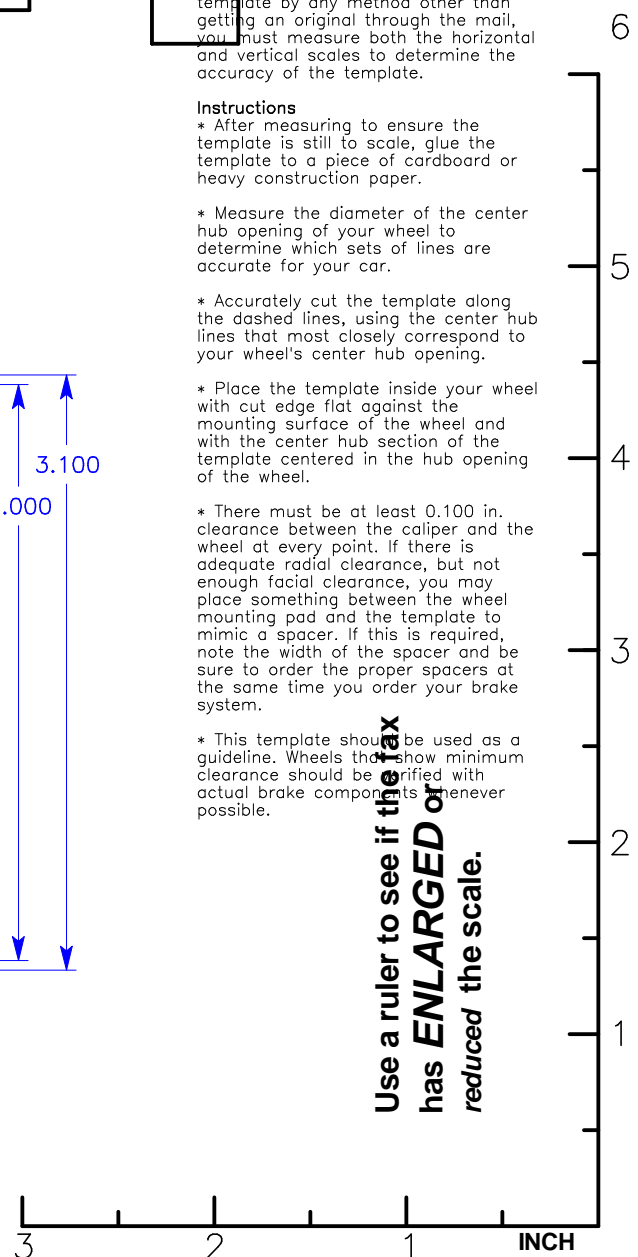 template by any method other than
getting an original through the mail,
you must measure both the horizontal
and vertical scales to determine the
accuracy of the template.
Instructions
* After measuring to ensure the
template is still to scale, glue the
template to a piece of cardboard or
heavy construction paper.
* Measure the diameter of the center
hub opening of your wheel to
determine which sets of lines are
accurate for your car.
* Accurately cut the template along
the dashed lines, using the center hub
lines that most closely correspond to
your wheel's center hub opening.
* Place the template inside your wheel
with cut edge flat against the
mounting surface of the wheel and
with the center hub section of the
template centered in the hub opening
of the wheel.
* There must be at least 0.100 in.
clearance between the caliper and the
wheel at every point. If there is
adequate radial clearance, but not
enough facial clearance, you may
place something between the wheel
mounting pad and the template to
mimic a spacer. If this is required,
note the width of the spacer and be
sure to order the proper spacers at
the same time you order your brake
system.
* This template should be used as a
guideline. Wheels that show minimum
clearance should be verified with
actual brake components whenever
possible.
Use a ruler to see if the fax
has ENLARGED or
reduced the scale.
3.100
.000
6
5
4
3
2
1
3
2
1
INCH